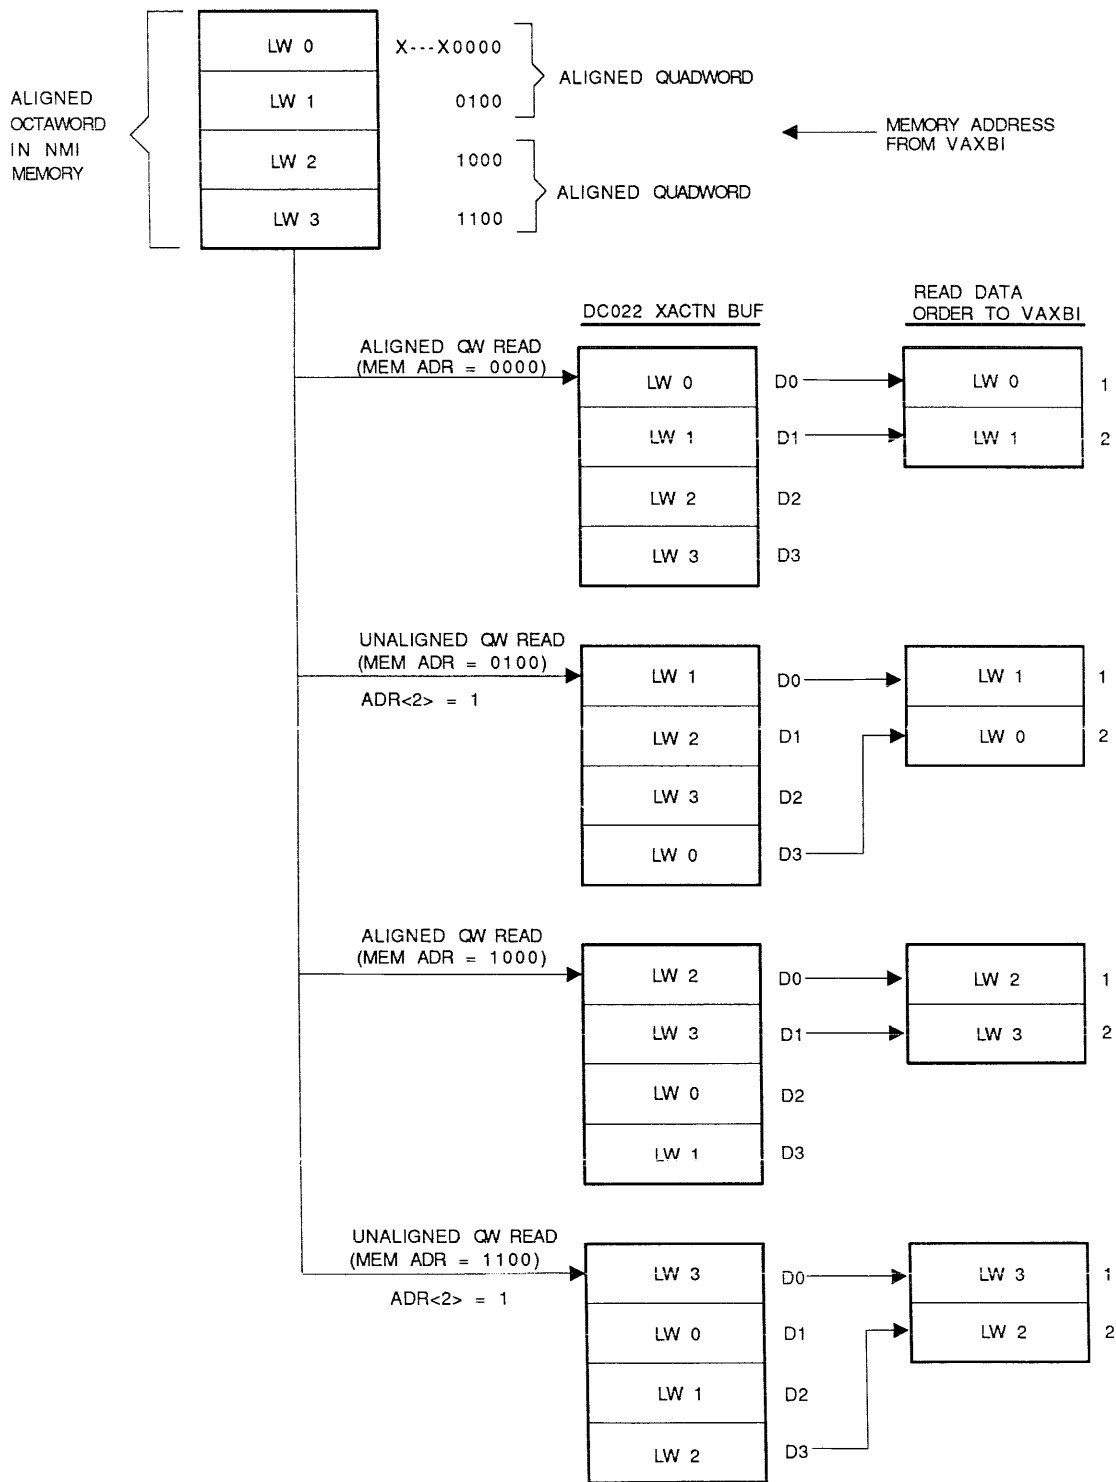 LW 0 X---X0000
ALIGNED QUADWORD
LW 1 0100
ALIGNED
OCTAWORD
IN NMI
MEMORY
MEMORY ADDRESS
FROM VAXBI
LW 2 1000
ALIGNED QUADWORD
LW 3 1100
DC022 XACTN BUF
READ DATA
ORDER TO VAXBI
ALIGNED QW READ
(MEM ADR = 0000)
LW 0 D0 LW 0 1
LW 1 D1 LW 1 2
LW 2 D2
LW 3 D3
UNALIGNED QW READ
(MEM ADR = 0100)
ADR<2> = 1
LW 1 D0 LW 1 1
LW 2 D1 LW 0 2
LW 3 D2
LW 0 D3
ALIGNED QW READ
(MEM ADR = 1000)
LW 2 D0 LW 2 1
LW 3 D1 LW 3 2
LW 0 D2
LW 1 D3
UNALIGNED QW READ
(MEM ADR = 1100)
ADR<2> = 1
LW 3 D0 LW 3 1
LW 0 D1 LW 2 2
LW 1 D2
LW 2 D3